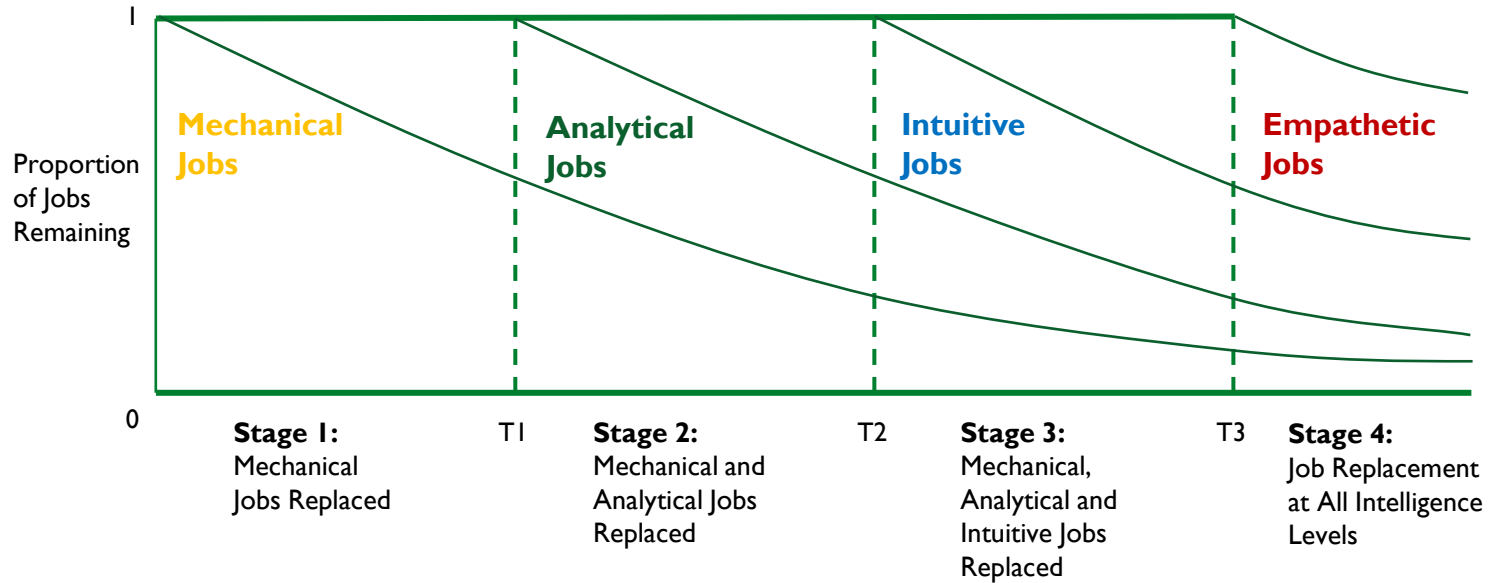 1
Mechanical
Jobs
Analytical
Jobs
Intuitive
Jobs
Empathetic
Jobs
Proportion
of Jobs
Remaining
0
Stage 1:
Mechanical
Jobs Replaced
T1
Stage 2:
Mechanical and
Analytical Jobs
Replaced
T2
Stage 3:
Mechanical,
Analytical and
Intuitive Jobs
Replaced
T3
Stage 4:
Job Replacement
at All Intelligence
Levels